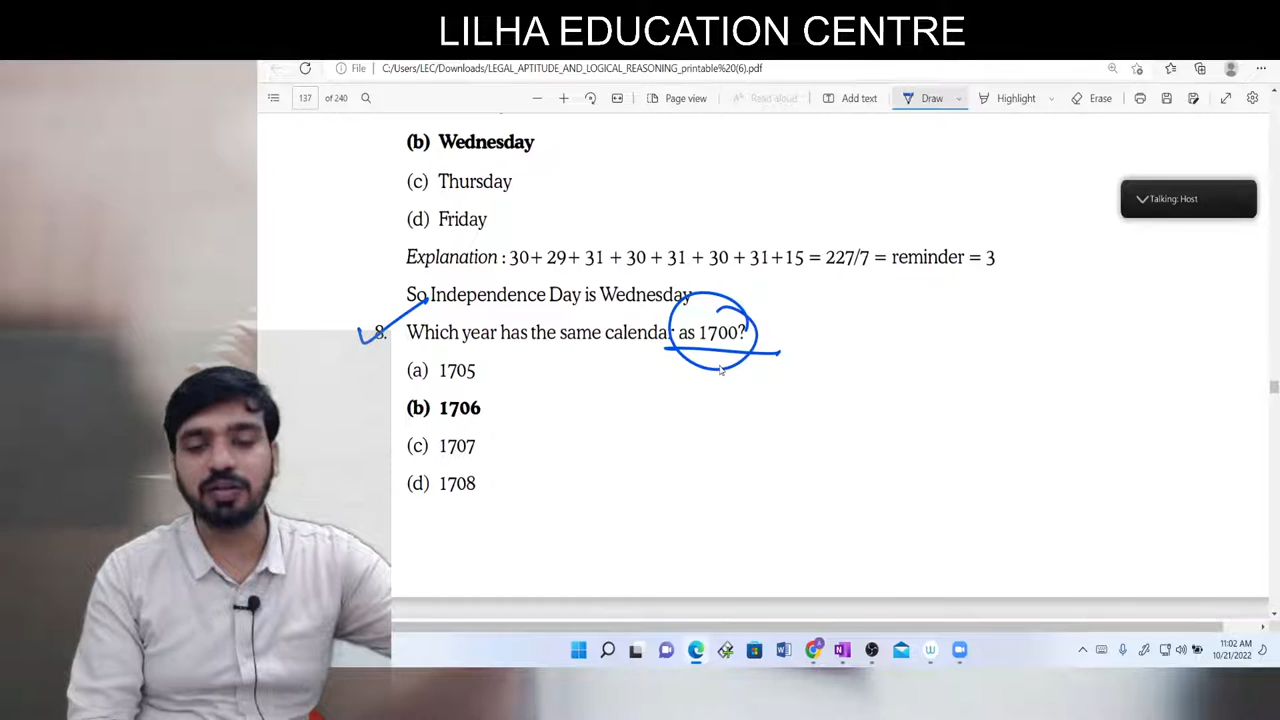 LILHA EDUCATION CENTRE
File C:/Users/LEC/Downloads/LEGAL_APTITUDE_AND_LOGICAL_REASONING_printable%20(6).pdf
137 of 240 Page view Read aloud Add text Draw Highlight Erase
(b) Wednesday
(c) Thursday
Talking: Host
(d) Friday
Explanation : 30+ 29+ 31 + 30 + 31 + 30 + 31+15 = 227/7 = reminder = 3
So Independence Day is Wednesday
8. Which year has the same calendar as 1700?
(a) 1705
(b) 1706
(c) 1707
(d) 1708
11:02 AM
10/21/2022